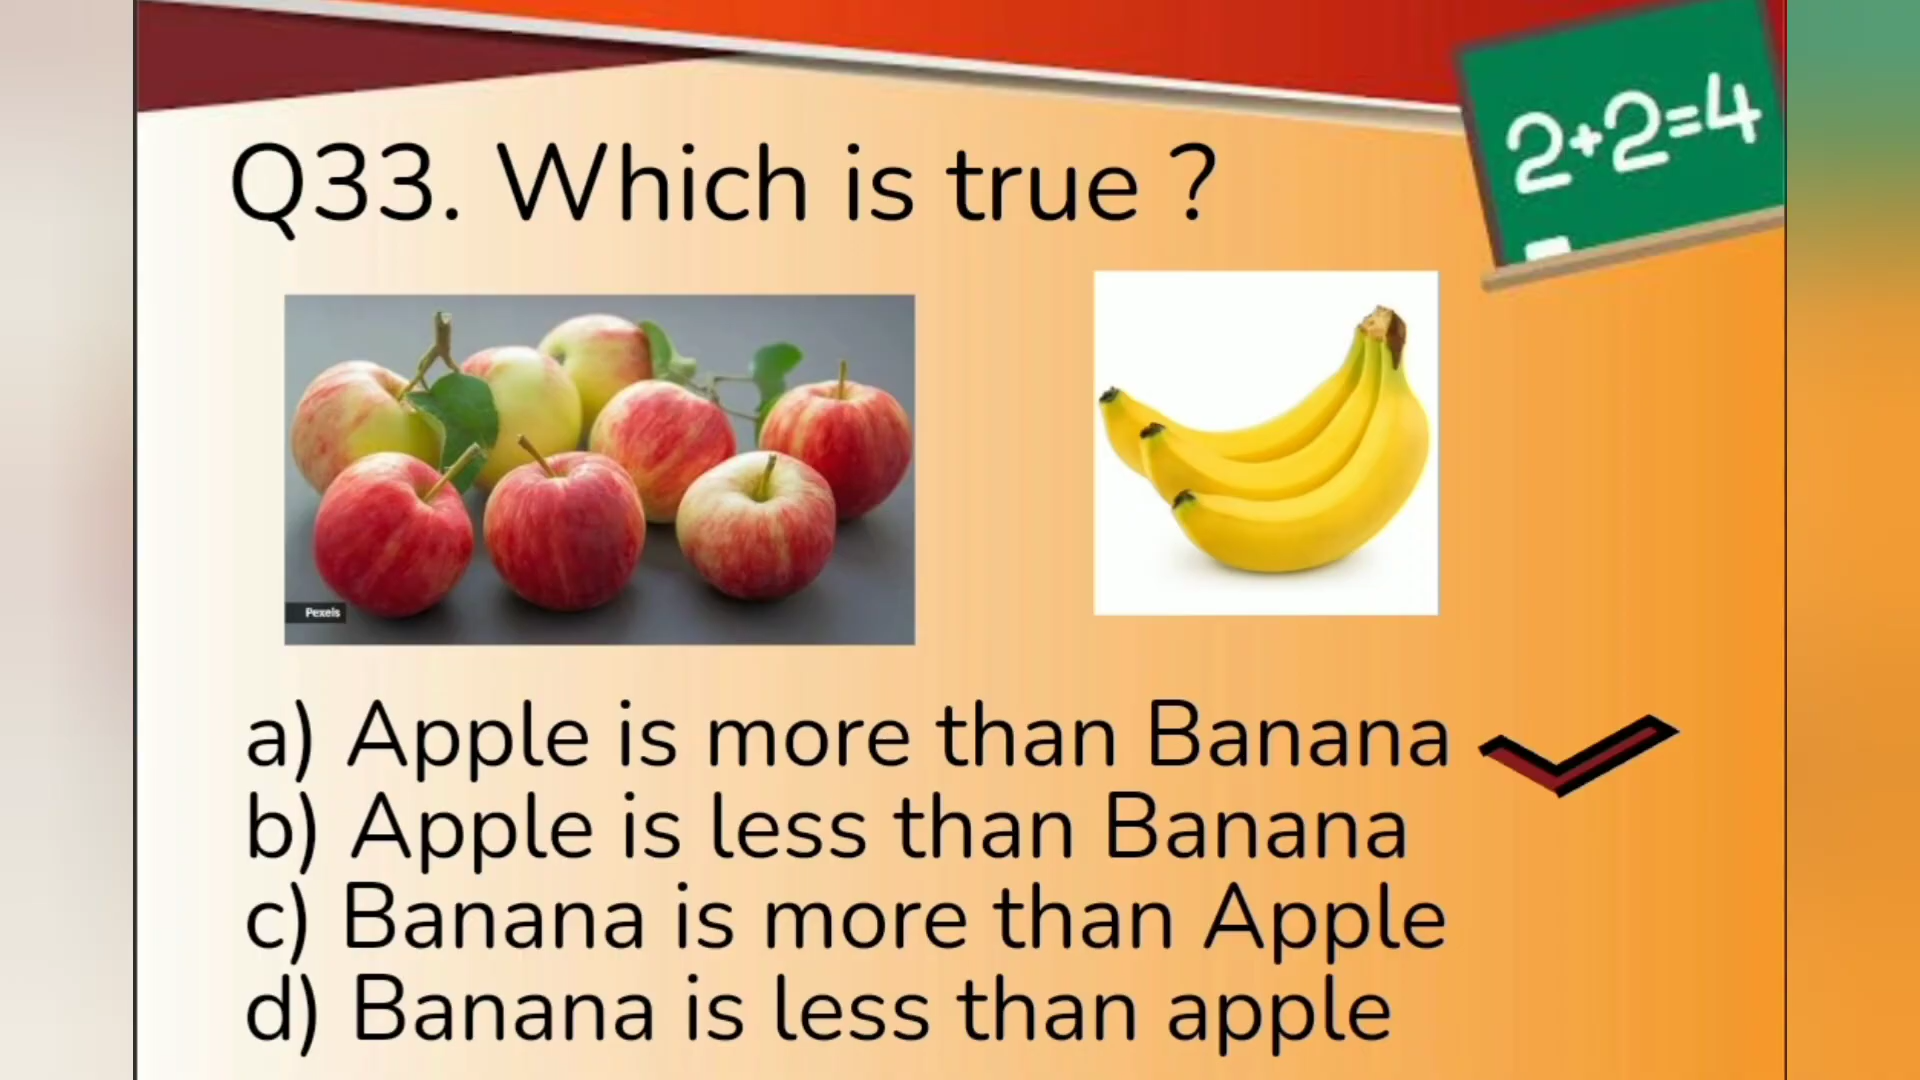 2+2=4
Q33. Which is true ?
Pexels
a) Apple is more than Banana
b) Apple is less than Banana
c) Banana is more than Apple
d) Banana is less than apple